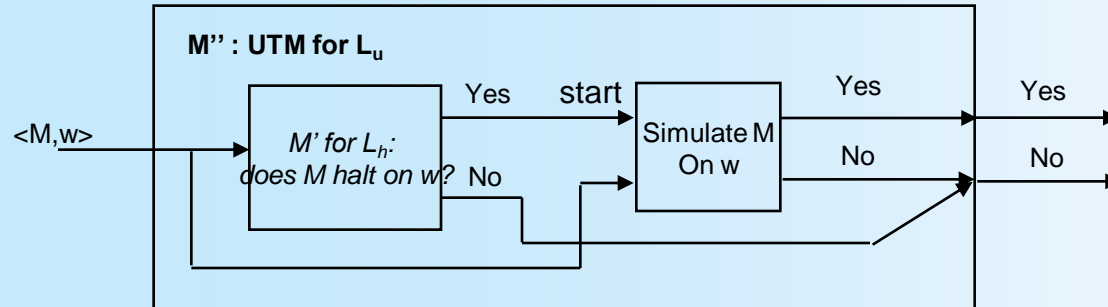 M’’ : UTM for Lu
<M,w>
M’ for Lh:
does M halt on w?
Yes
No
start
Simulate M
On w
Yes
No
Yes
No